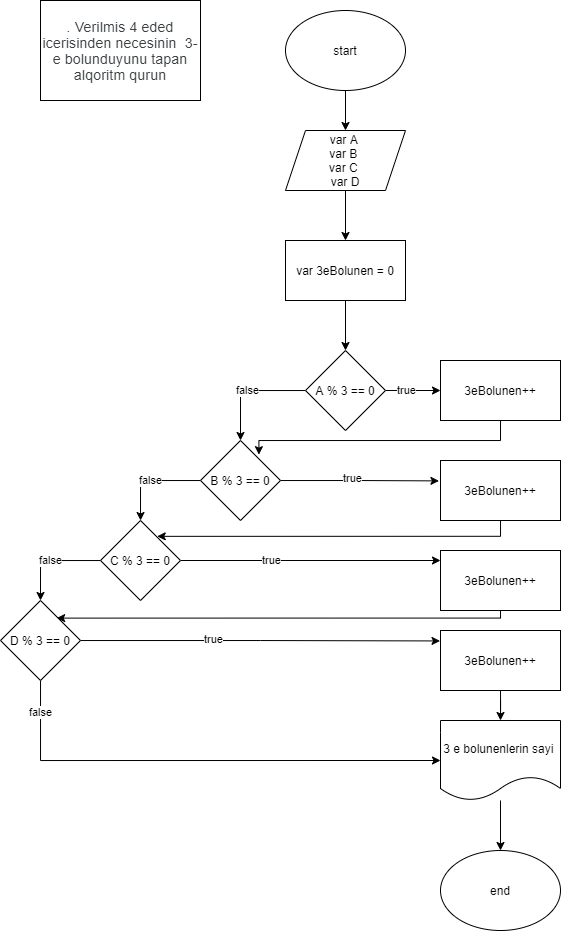 . Verilmis 4 eded
icerisinden necesinin 3-
e bolunduyunu tapan
alqoritm qurun
start
var A
var B
var C
var D
var 3eBolunen = 0
false
A % 3 == 0
true
3eBolunen++
false
B % 3 == 0
true
3eBolunen++
false
C % 3 == 0
true
3eBolunen++
D % 3 == 0
true
3eBolunen++
false
3 e bolunenlerin sayi
end